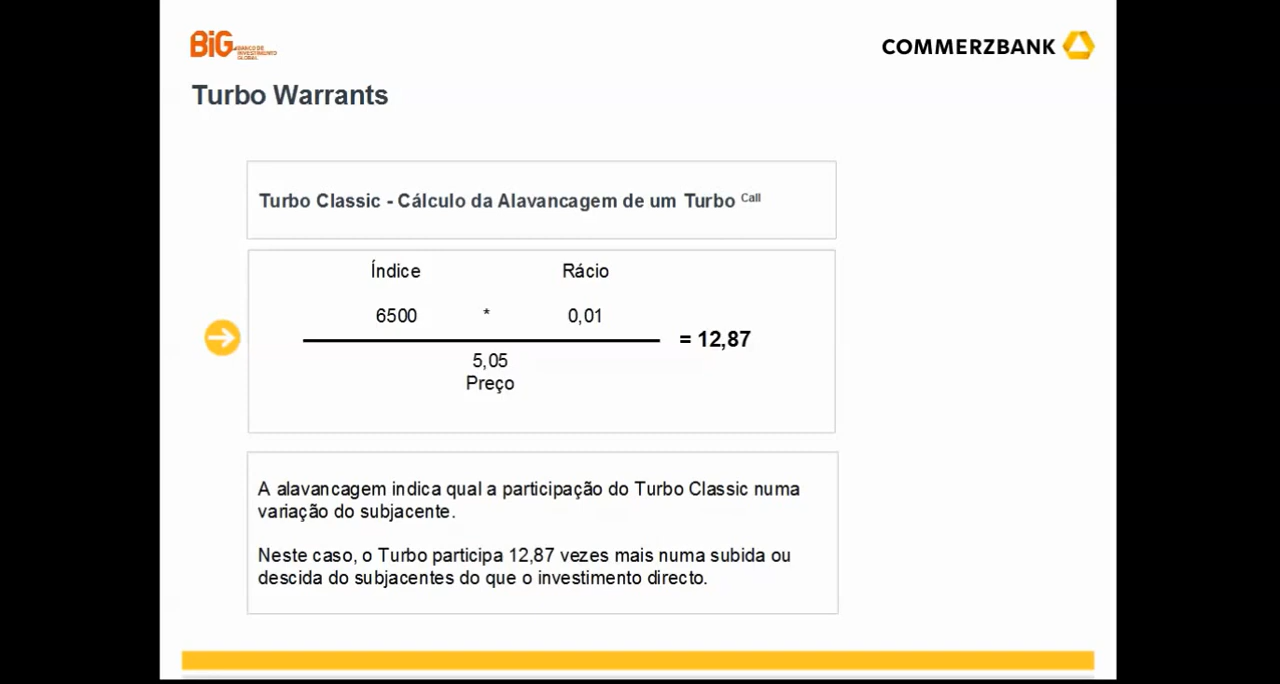 BiG BANCO DE
INVESTIMENTO
GLOBAL
COMMERZBANK
Turbo Warrants
Turbo Classic - Cálculo da Alavancagem de um Turbo Call
Índice Rácio
6500 * 0,01
= 12,87
5,05
Preço
A alavancagem indica qual a participação do Turbo Classic numa
variação do subjacente.
Neste caso, o Turbo participa 12,87 vezes mais numa subida ou
descida do subjacentes do que o investimento directo.